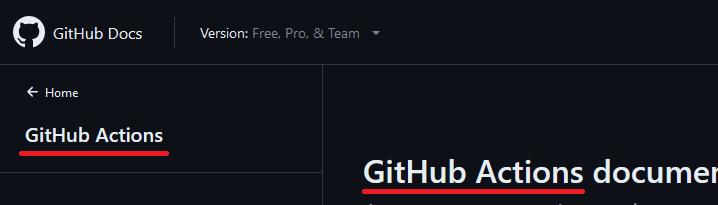 GitHub Docs
Version: Free, Pro, & Team
Home
GitHub Actions
GitHub Actions documen